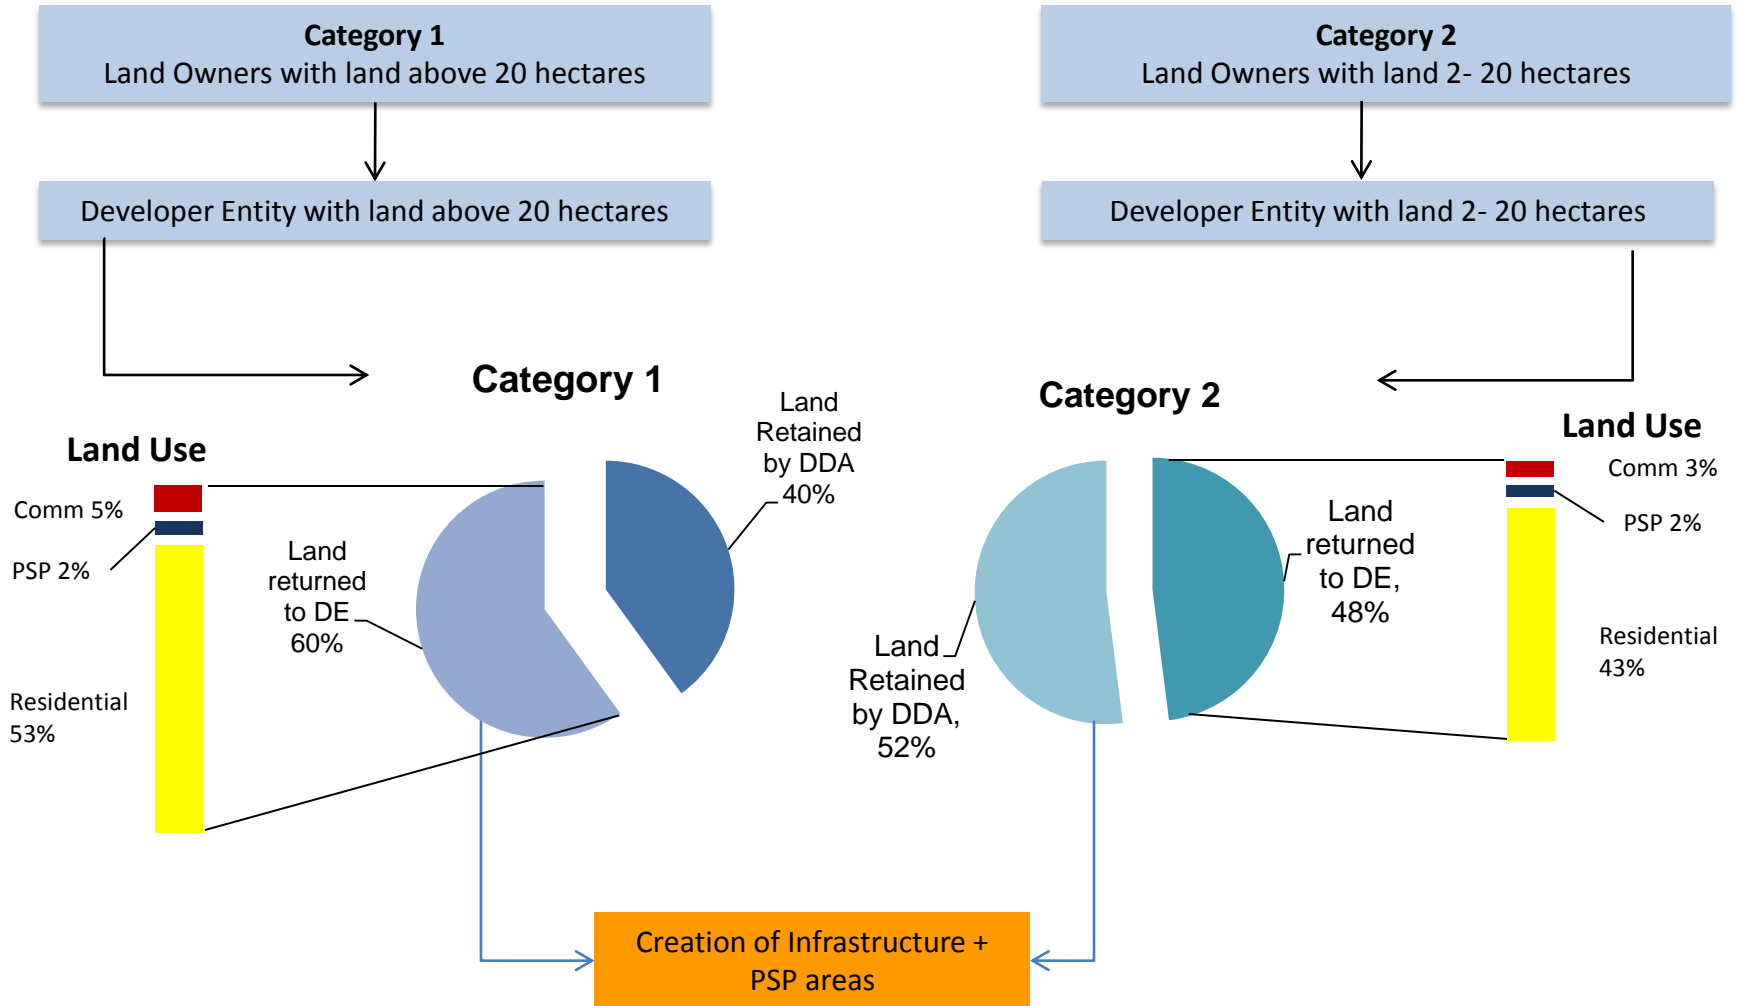 Category 1
Land Owners with land above 20 hectares
Category 2
Land Owners with land 2- 20 hectares
Developer Entity with land above 20 hectares
Developer Entity with land 2- 20 hectares
Category 1
Land
Retained
by DDA
40%
Land Use
Comm 5%
PSP 2%
Residential
53%
Land
returned
to DE
60%
Category 2
Land
Retained
by DDA,
52%
Land
returned
to DE,
48%
Land Use
Comm 3%
PSP 2%
Residential
43%
Creation of Infrastructure +
PSP areas